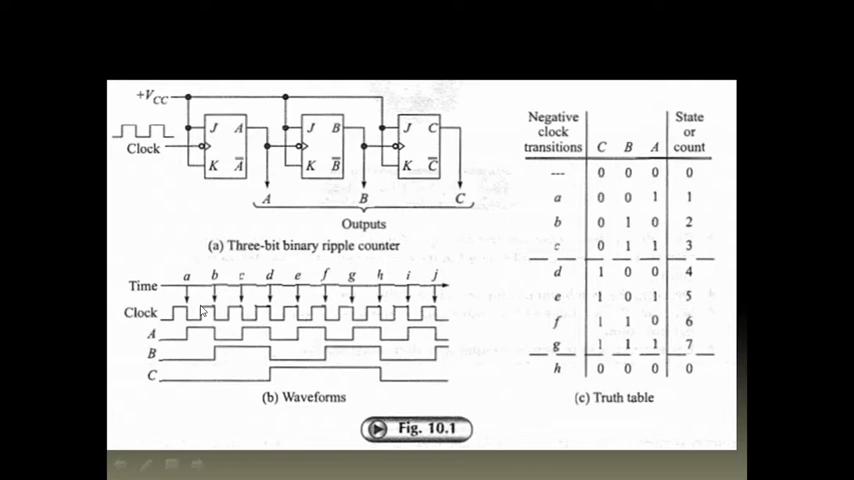 +VCC
J A J B J C
Clock
K A̅ K B̅ K C̅
A B C
Outputs
(a) Three-bit binary ripple counter
a b c d e f g h i j
Time
Clock
A
B
C
(b) Waveforms
Negative clock transitions C B A State or count
--- 0 0 0 0
a 0 0 1 1
b 0 1 0 2
c 0 1 1 3
d 1 0 0 4
e 1 0 1 5
f 1 1 0 6
g 1 1 1 7
h 0 0 0 0
(c) Truth table
Fig. 10.1